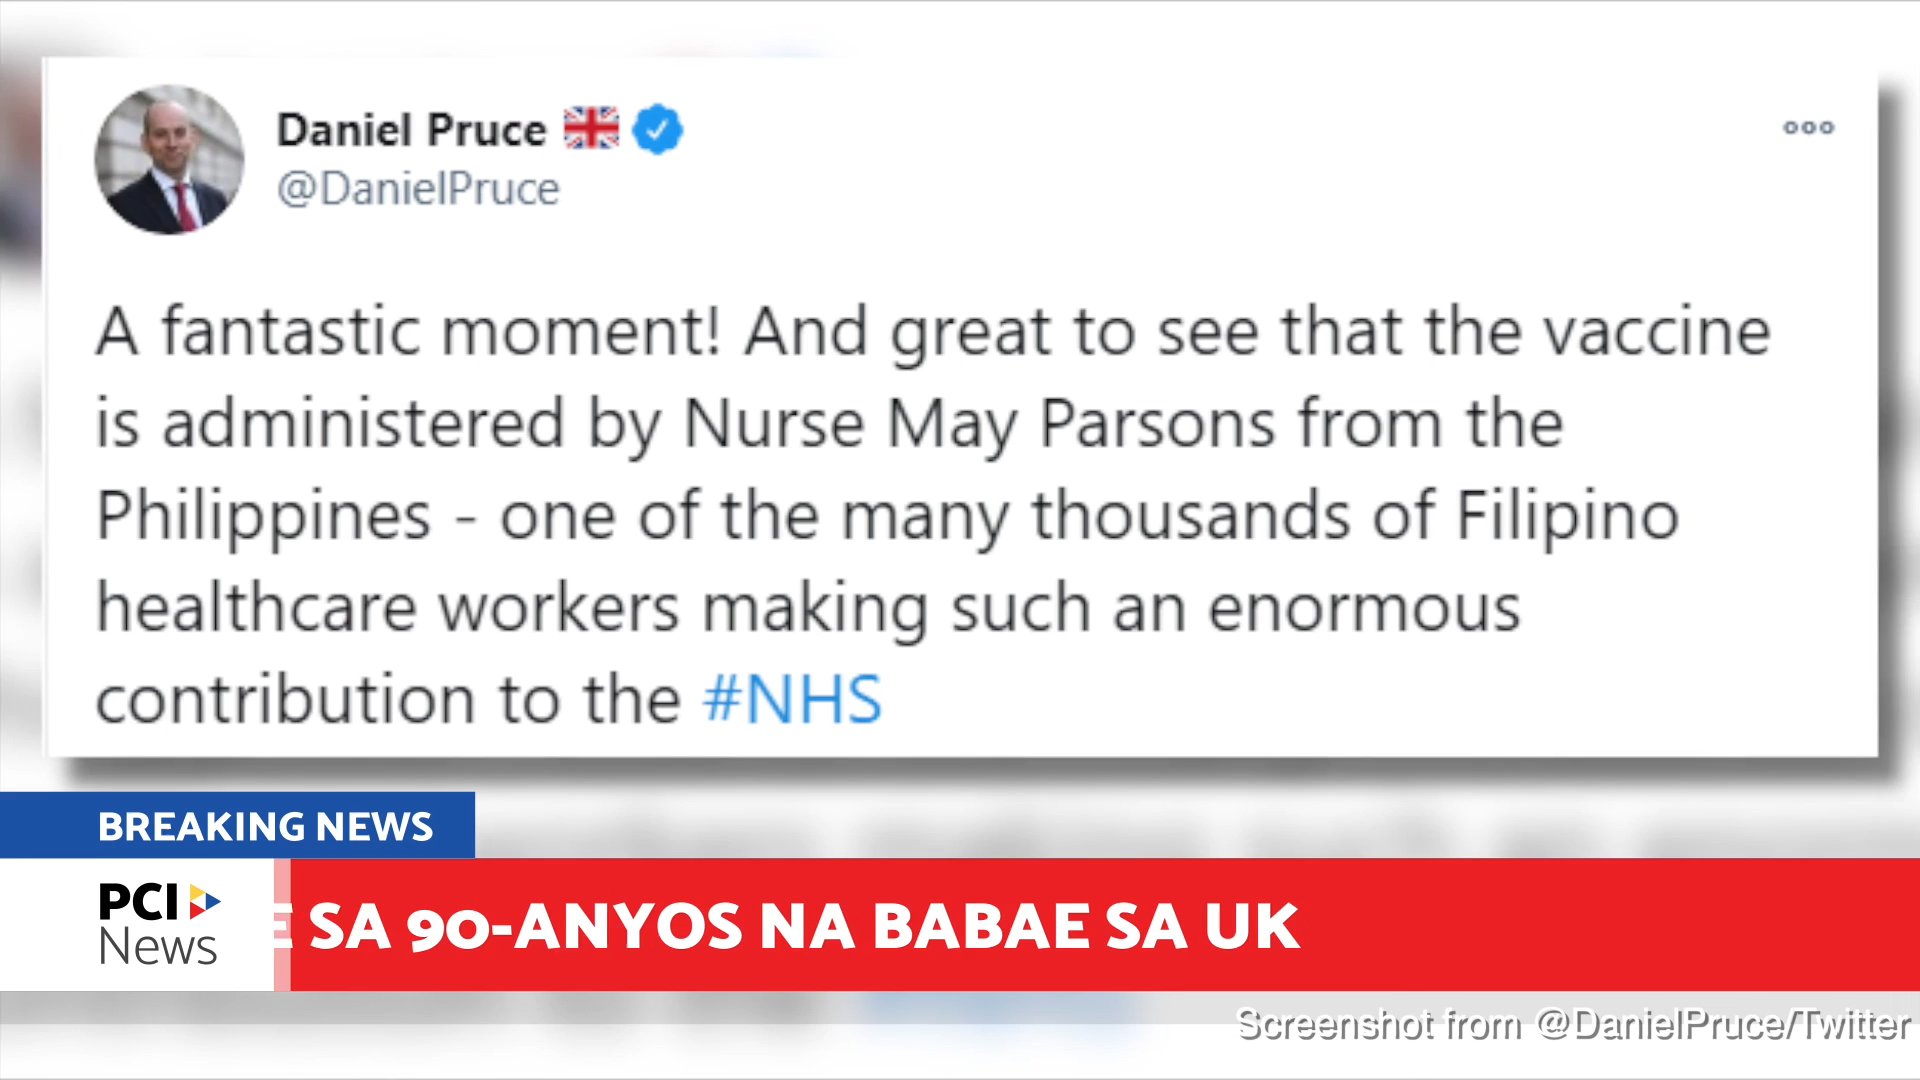 Daniel Pruce
@DanielPruce
A fantastic moment! And great to see that the vaccine
is administered by Nurse May Parsons from the
Philippines - one of the many thousands of Filipino
healthcare workers making such an enormous
contribution to the #NHS
BREAKING NEWS
PCI
News
E SA 90-ANYOS NA BABAE SA UK
Screenshot from @DanielPruce/Twitter